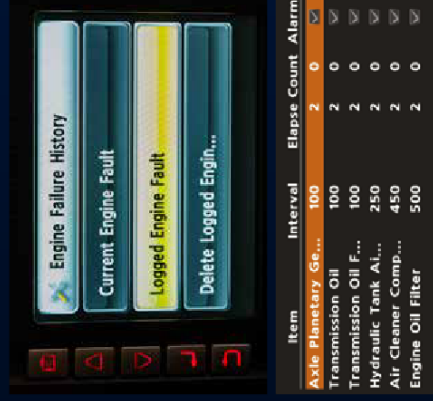 Engine Failure History
Current Engine Fault
Logged Engine Fault
Delete Logged Engin...
Item Interval Elapse Count Alarm
Axle Planetary Ge... 100 2 0
Transmission Oil 100 2 0
Transmission Oil F... 100 2 0
Hydraulic Tank Ai... 250 2 0
Air Cleaner Comp... 450 2 0
Engine Oil Filter 500 2 0